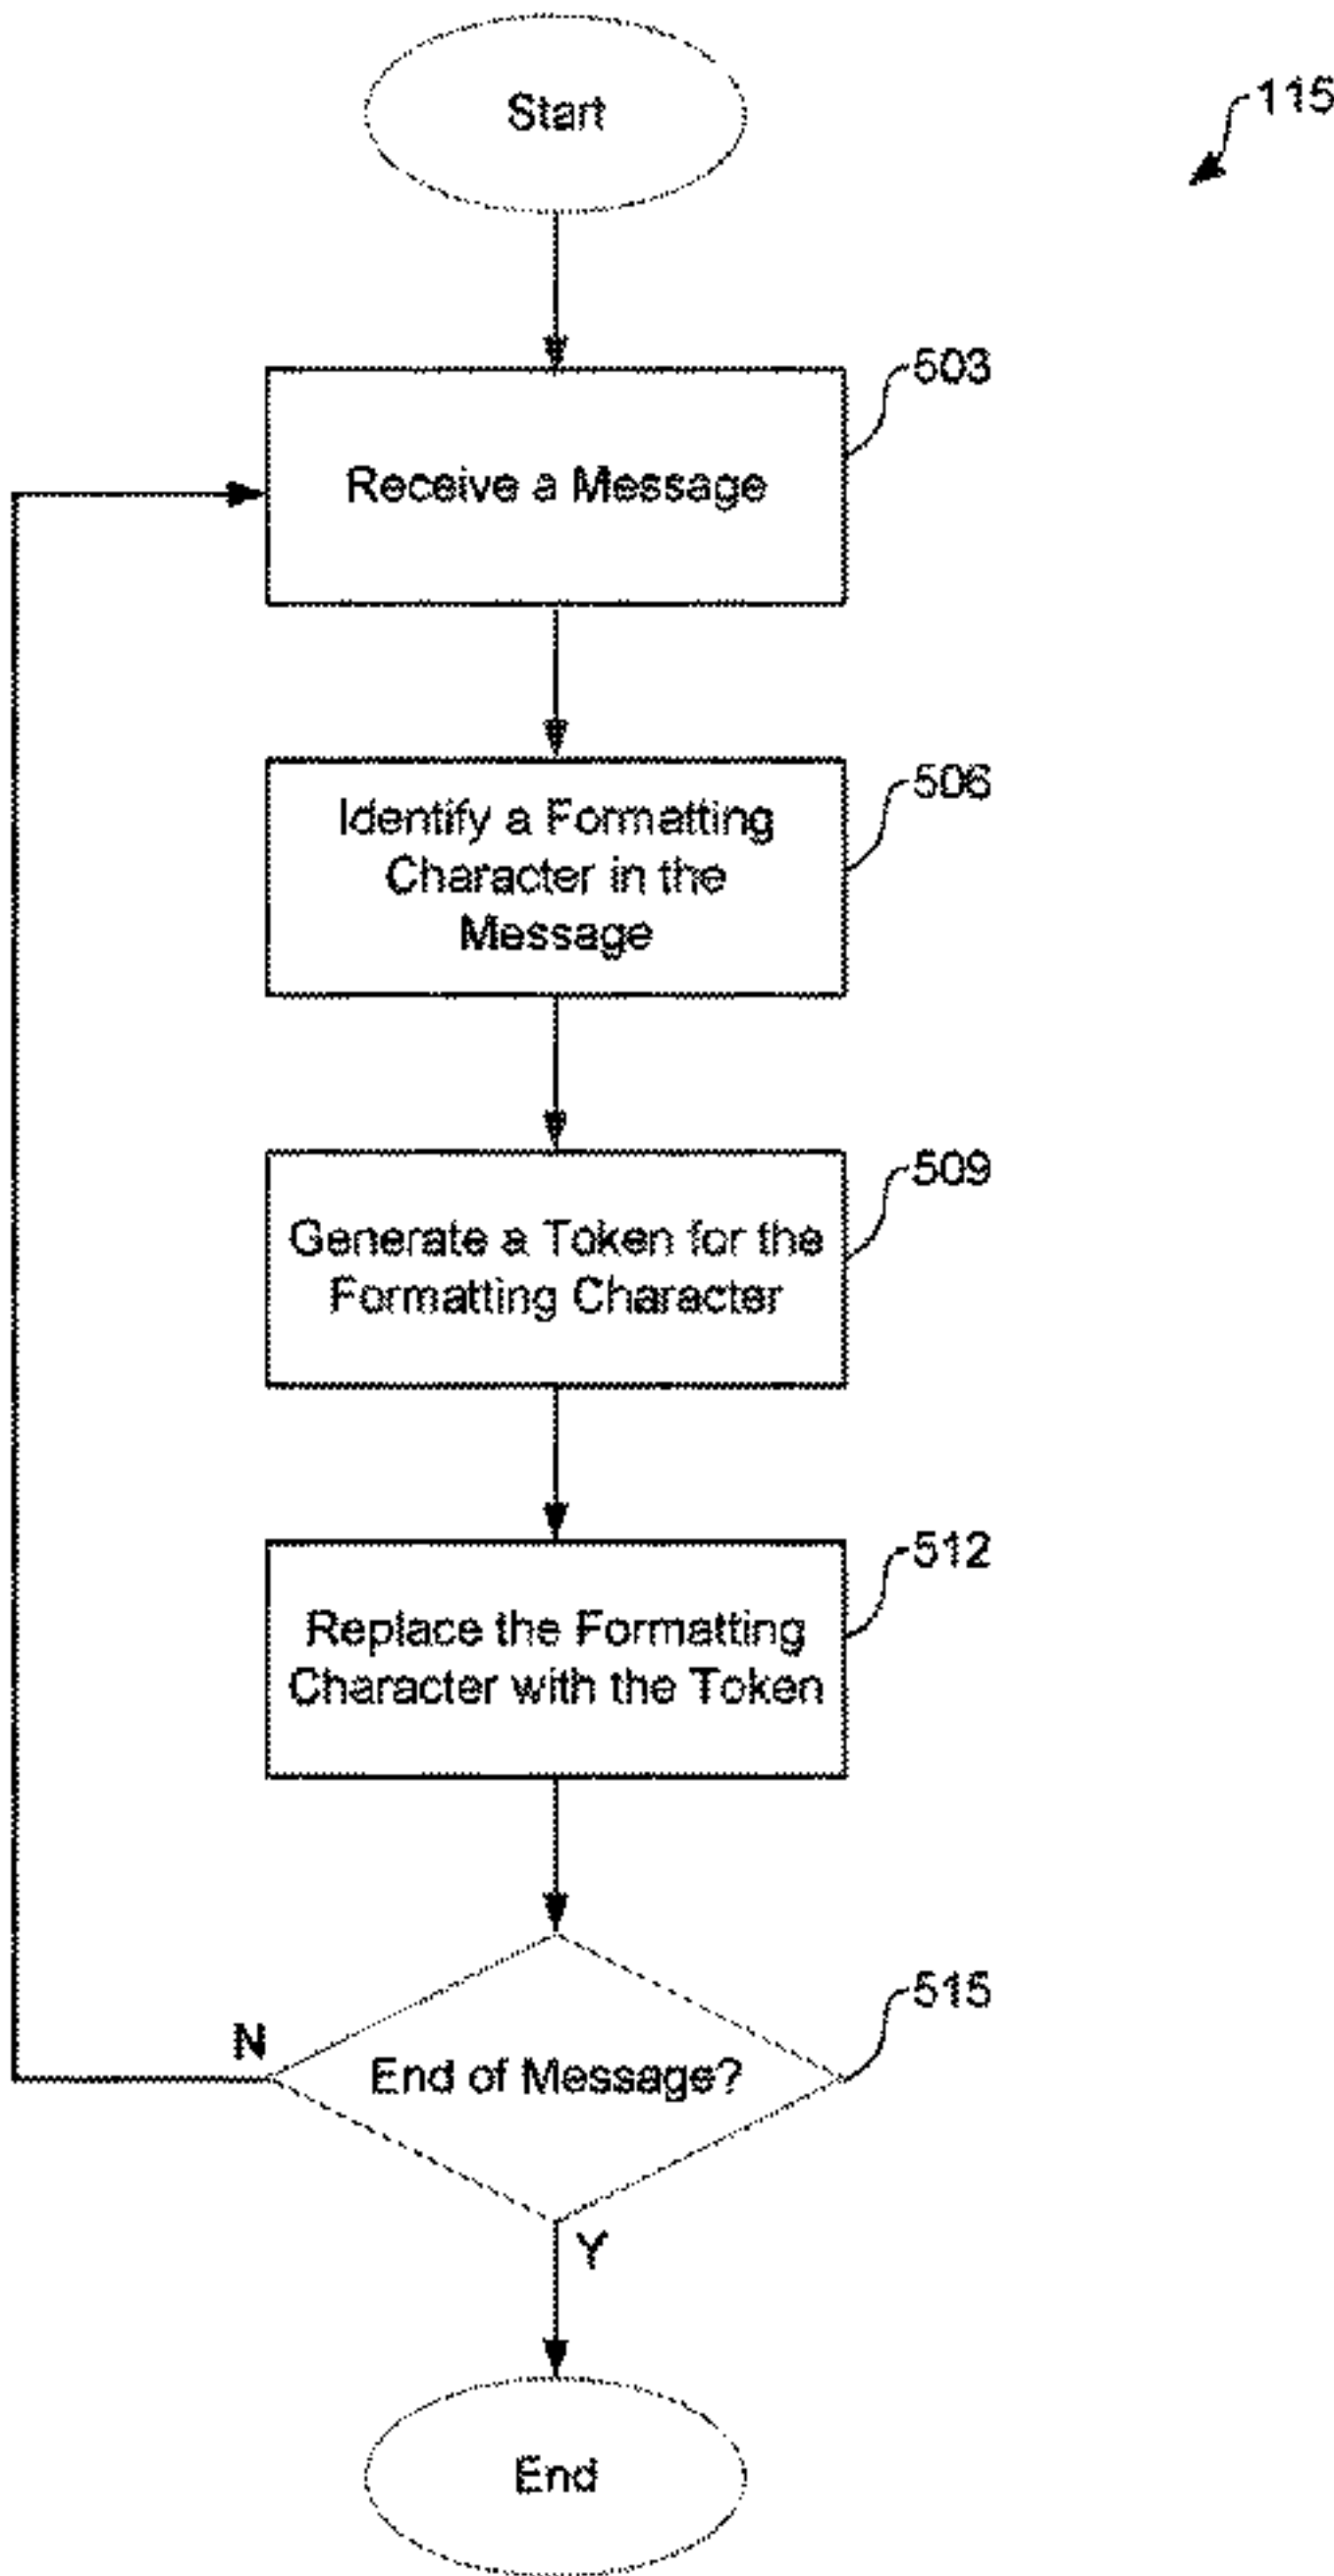 Start
115
503
Receive a Message
506
Identify a Formatting
Character in the
Message
509
Generate a Token for the
Formatting Character
512
Replace the Formatting
Character with the Token
515
N
End of Message?
Y
End